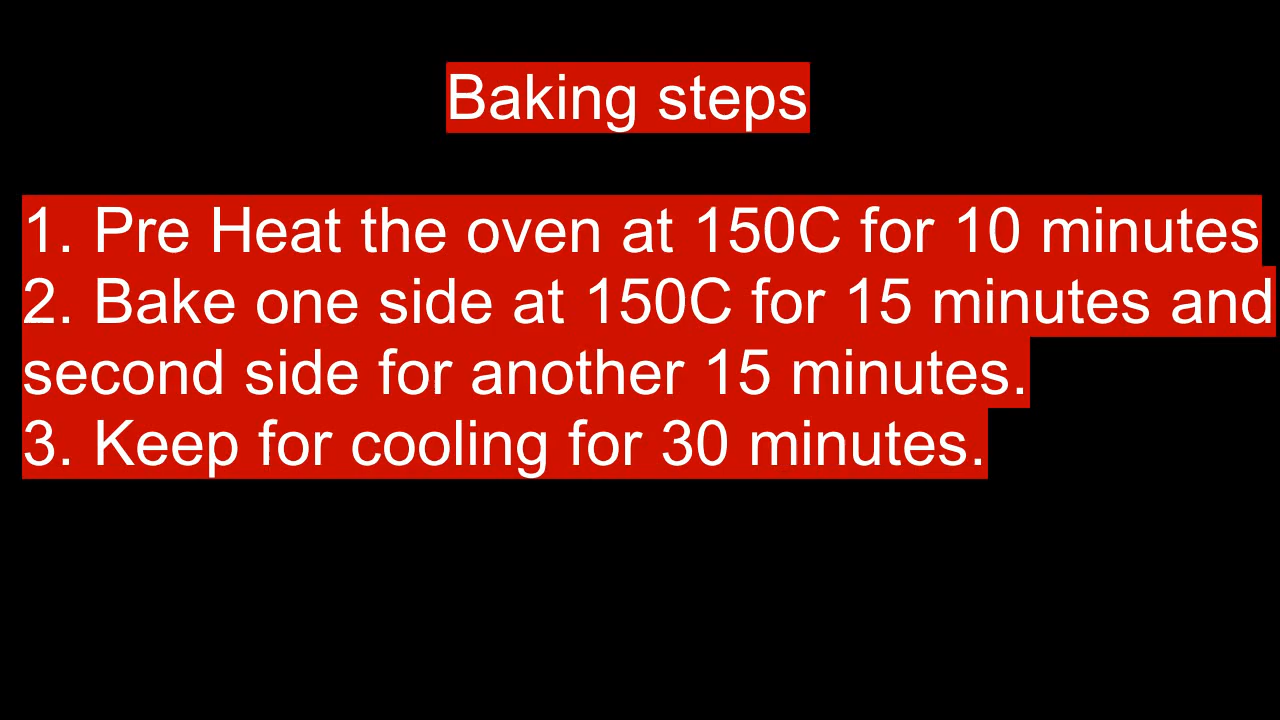 Baking steps
1. Pre Heat the oven at 150C for 10 minutes
2. Bake one side at 150C for 15 minutes and
second side for another 15 minutes.
3. Keep for cooling for 30 minutes.